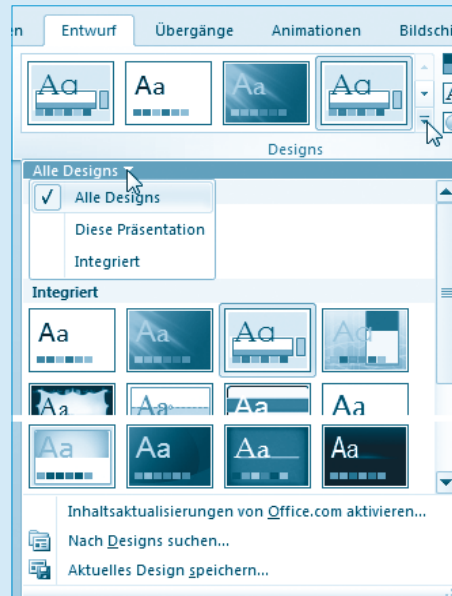 en Entwurf Übergänge Animationen Bildschi
Aa Aa Aa Aa
Designs
Alle Designs
Alle Designs
Diese Präsentation
Integriert
Integriert
Aa Aa Aa Aa
Aa Aa Aa Aa
Aa Aa Aa Aa
Inhaltsaktualisierungen von Office.com aktivieren...
Nach Designs suchen...
Aktuelles Design speichern...